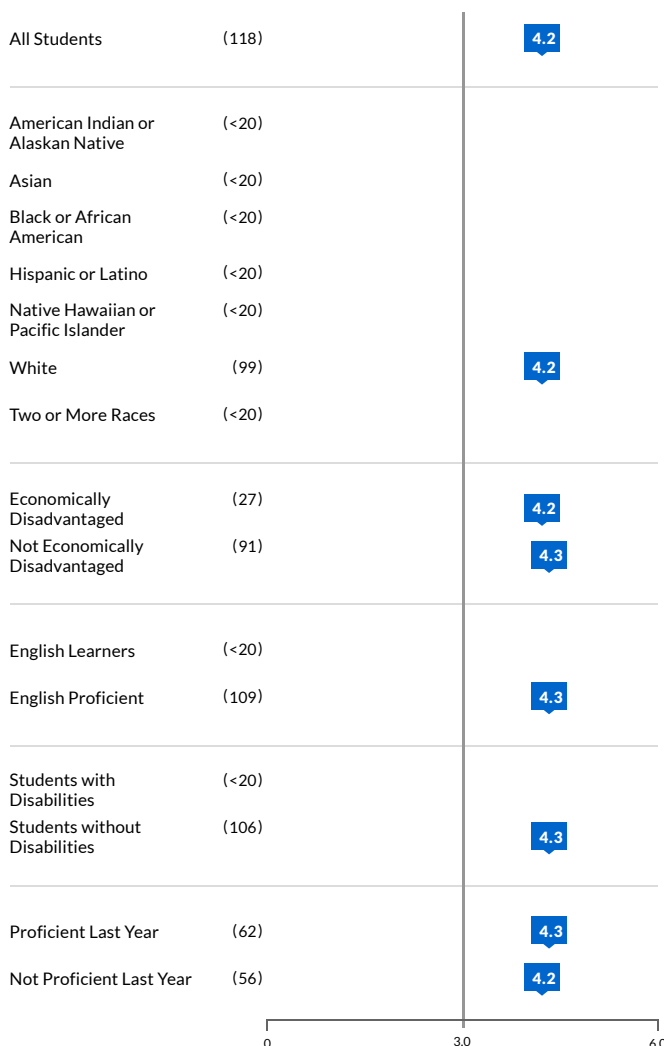 All Students (118) 4.2
American Indian or (<20)
Alaskan Native
Asian (<20)
Black or African (<20)
American
Hispanic or Latino (<20)
Native Hawaiian or (<20)
Pacific Islander
White (99) 4.2
Two or More Races (<20)
Economically (27) 4.2
Disadvantaged
Not Economically (91) 4.3
Disadvantaged
English Learners (<20)
English Proficient (109) 4.3
Students with (<20)
Disabilities
Students without (106) 4.3
Disabilities
Proficient Last Year (62) 4.3
Not Proficient Last Year (56) 4.2
0 3.0 6.0